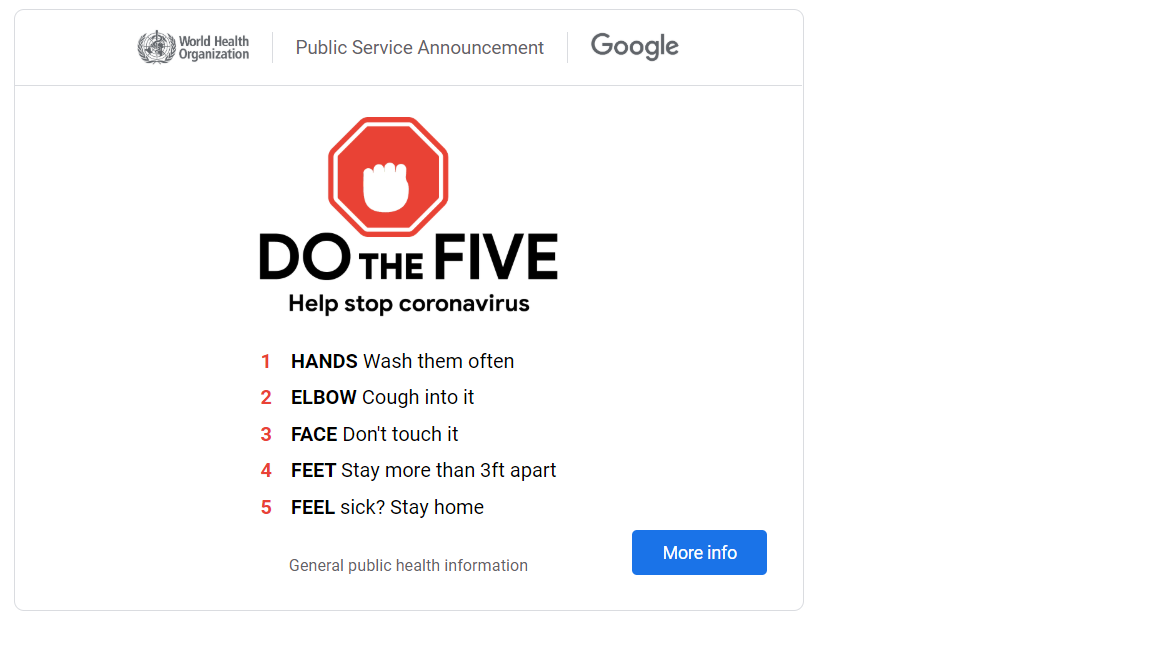 World Health
Organization
Public Service Announcement
Google
DO THE FIVE
Help stop coronavirus
1 HANDS Wash them often
2 ELBOW Cough into it
3 FACE Don't touch it
4 FEET Stay more than 3ft apart
5 FEEL sick? Stay home
General public health information
More info